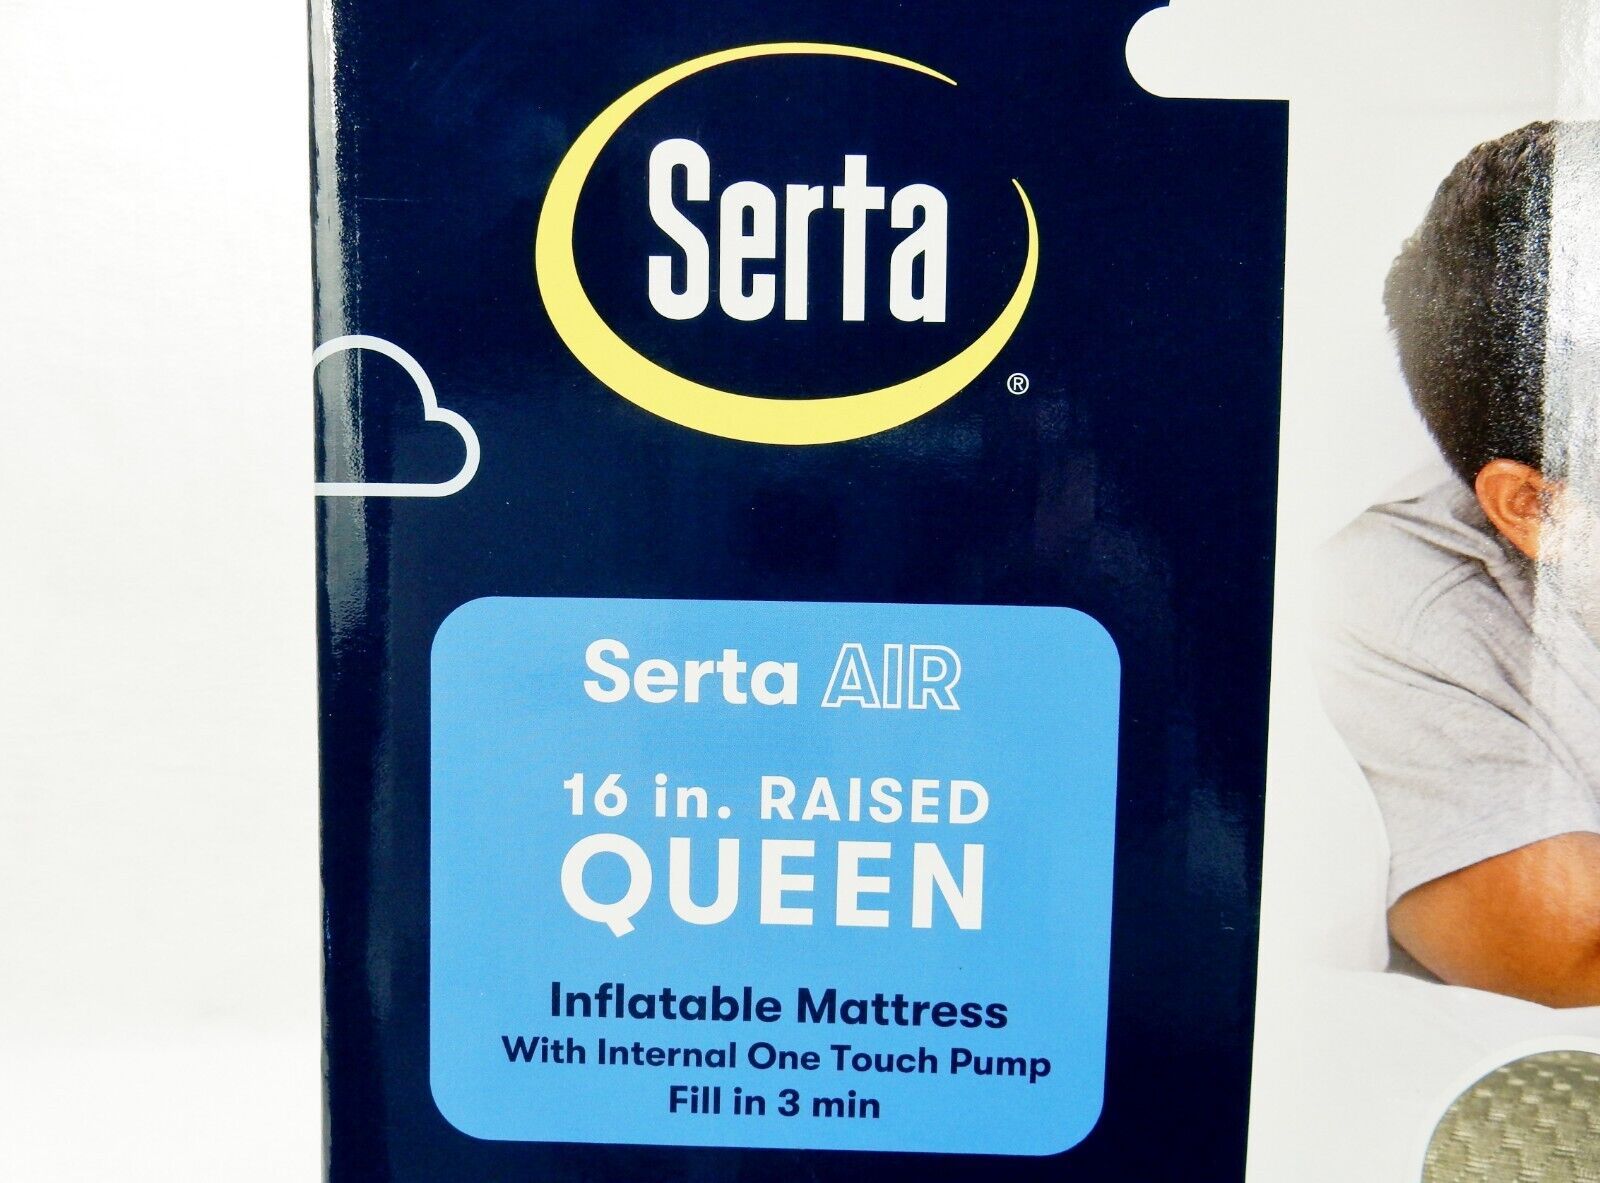 Serta
®
Serta AIR
16 in. RAISED
QUEEN
Inflatable Mattress
With Internal One Touch Pump
Fill in 3 min